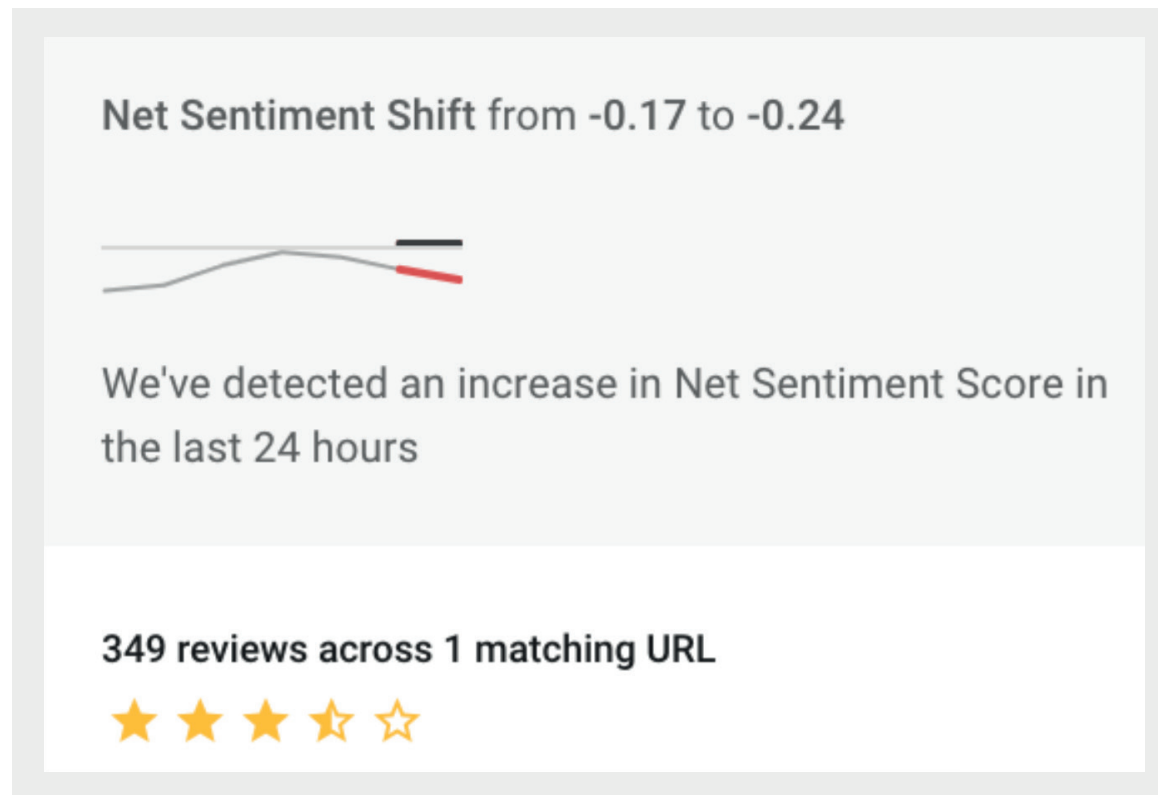 Net Sentiment Shift from -0.17 to -0.24
We've detected an increase in Net Sentiment Score in
the last 24 hours
349 reviews across 1 matching URL